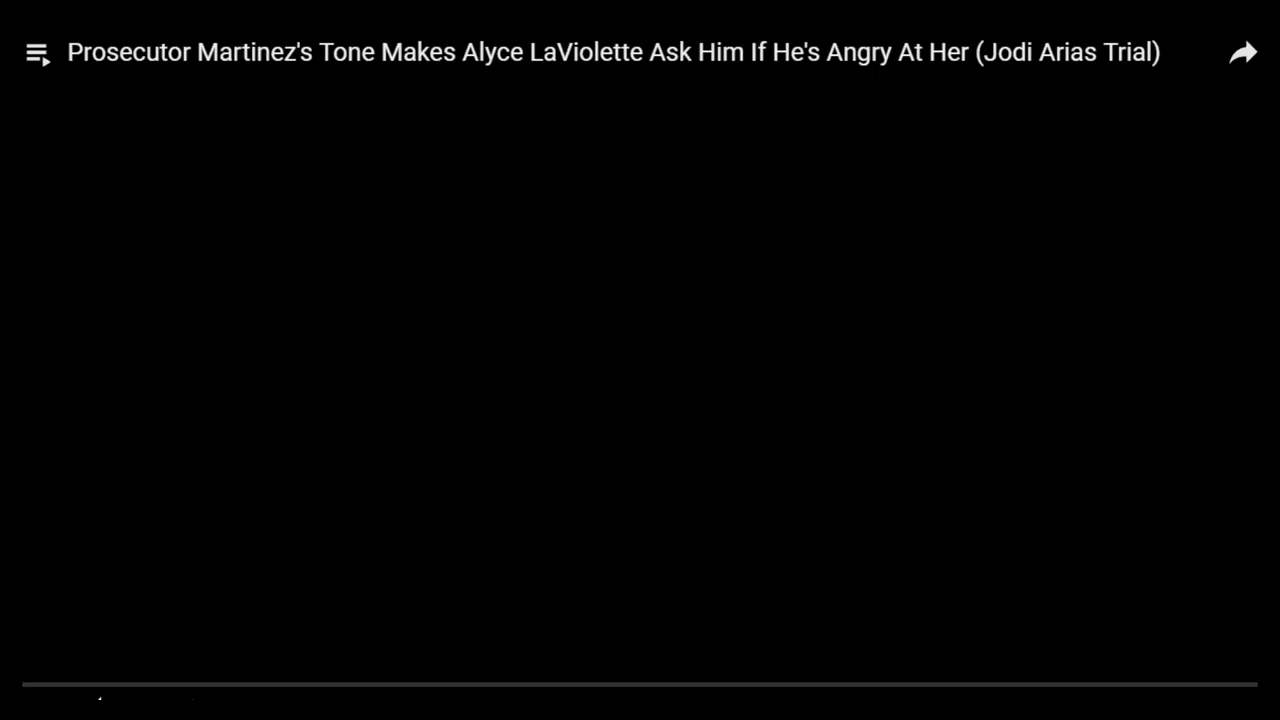 Prosecutor Martinez's Tone Makes Alyce LaViolette Ask Him If He's Angry At Her (Jodi Arias Trial)